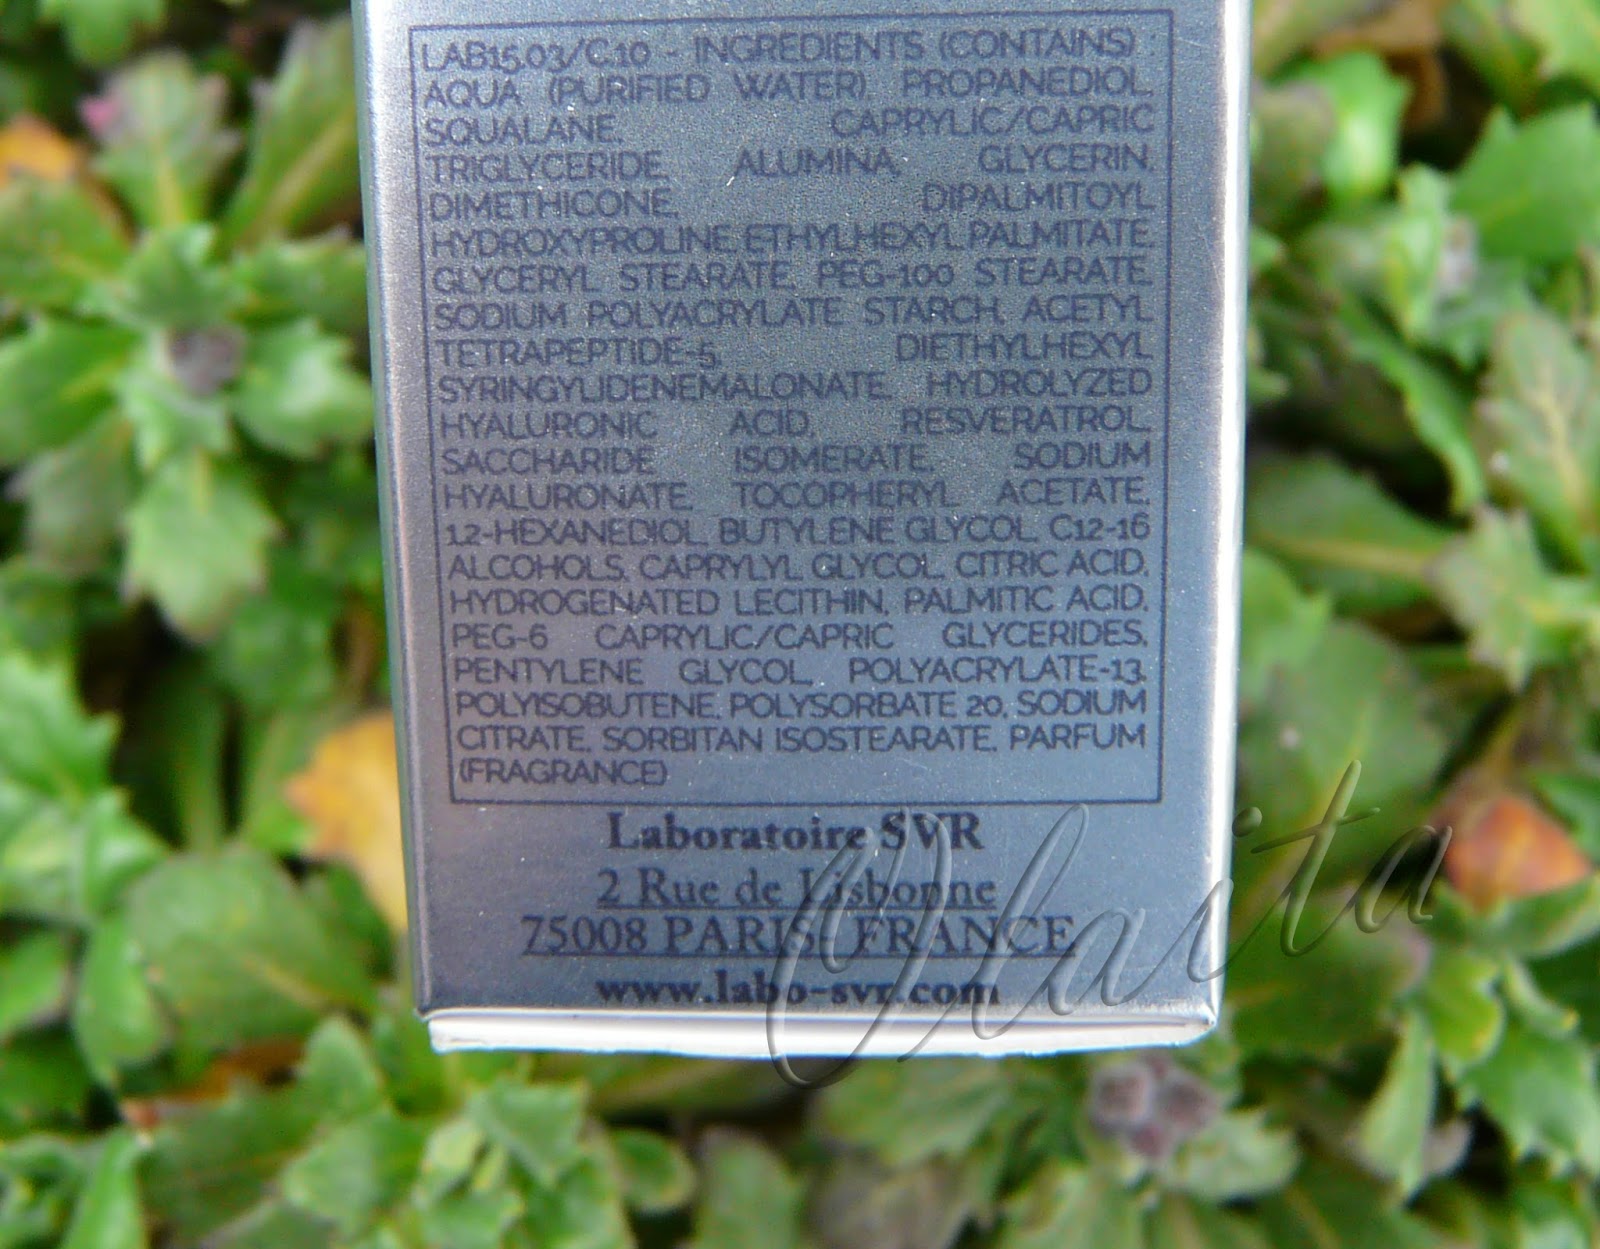 LAB15.03/C.10 - INGREDIENTS (CONTAINS) :
AQUA (PURIFIED WATER), PROPANEDIOL,
SQUALANE, CAPRYLIC/CAPRIC
TRIGLYCERIDE, ALUMINA, GLYCERIN,
DIMETHICONE, DIPALMITOYL
HYDROXYPROLINE, ETHYLHEXYL PALMITATE,
GLYCERYL STEARATE, PEG-100 STEARATE,
SODIUM POLYACRYLATE STARCH, ACETYL
TETRAPEPTIDE-5, DIETHYLHEXYL
SYRINGYLIDENEMALONATE, HYDROLYZED
HYALURONIC ACID, RESVERATROL,
SACCHARIDE ISOMERATE, SODIUM
HYALURONATE, TOCOPHERYL ACETATE,
1,2-HEXANEDIOL, BUTYLENE GLYCOL, C12-16
ALCOHOLS, CAPRYLYL GLYCOL, CITRIC ACID,
HYDROGENATED LECITHIN, PALMITIC ACID,
PEG-6 CAPRYLIC/CAPRIC GLYCERIDES,
PENTYLENE GLYCOL, POLYACRYLATE-13,
POLYISOBUTENE, POLYSORBATE 20, SODIUM
CITRATE, SORBITAN ISOSTEARATE, PARFUM
(FRAGRANCE)
Laboratoire SVR
2 Rue de Lisbonne
75008 PARIS- FRANCE
www.labo-svr.com
Olaita